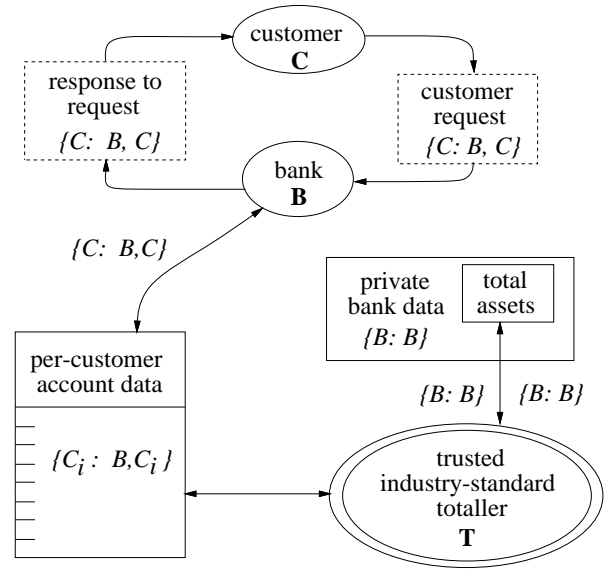 customer
C
response to
request
{C: B, C}
customer
request
{C: B, C}
bank
B
{C: B,C}
private
bank data
{B: B}
total
assets
per-customer
account data
{B: B}
{B: B}
{Ci : B,Ci }
trusted
industry-standard
totaller
T